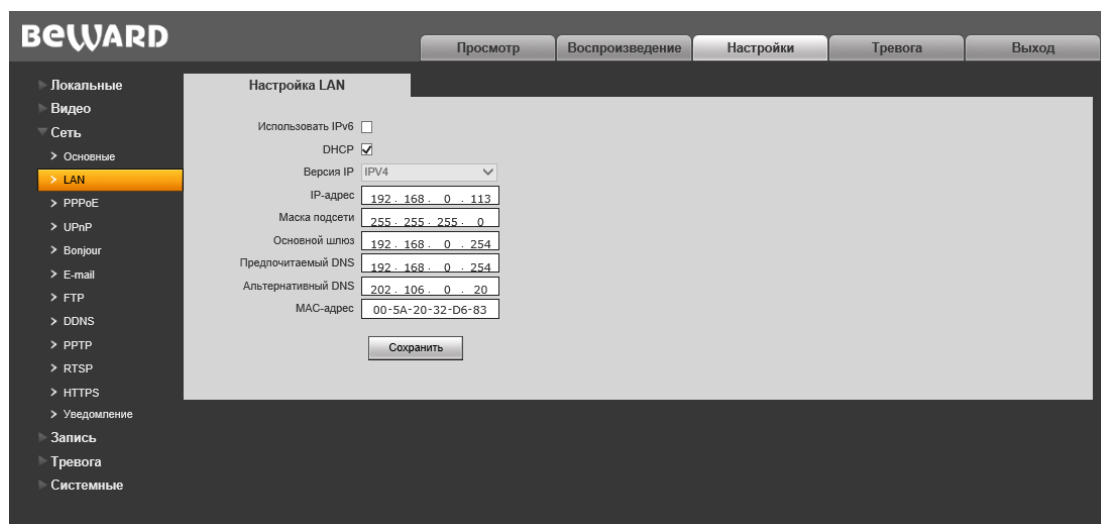 BEWARD
Просмотр Воспроизведение Настройки Тревога Выход
Локальные
Видео
Сеть
> Основные
> LAN
> PPPoE
> UPnP
> Bonjour
> E-mail
> FTP
> DDNS
> PPTP
> RTSP
> HTTPS
> Уведомление
Запись
Тревога
Системные
Настройка LAN
Использовать IPv6
DHCP
Версия IP IPV4
IP-адрес 192 . 168 . 0 . 113
Маска подсети 255 . 255 . 255 . 0
Основной шлюз 192 . 168 . 0 . 254
Предпочитаемый DNS 192 . 168 . 0 . 254
Альтернативный DNS 202 . 106 . 0 . 20
MAC-адрес 00-5A-20-32-D6-83
Сохранить